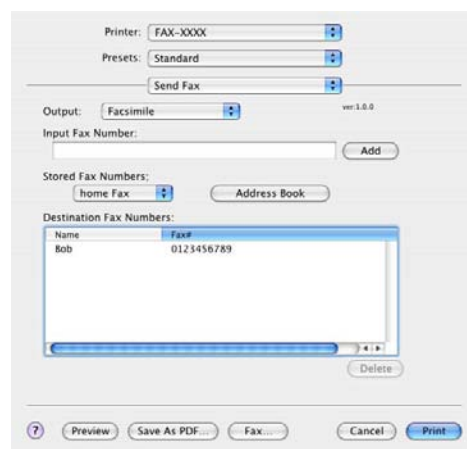 Printer: FAX-XXXX
Presets: Standard
Send Fax
Output: Facsimile ver:1.0.0
Input Fax Number:
Add
Stored Fax Numbers:
home Fax Address Book
Destination Fax Numbers:
Name Fax#
Bob 0123456789
Delete
? Preview Save As PDF... Fax... Cancel Print